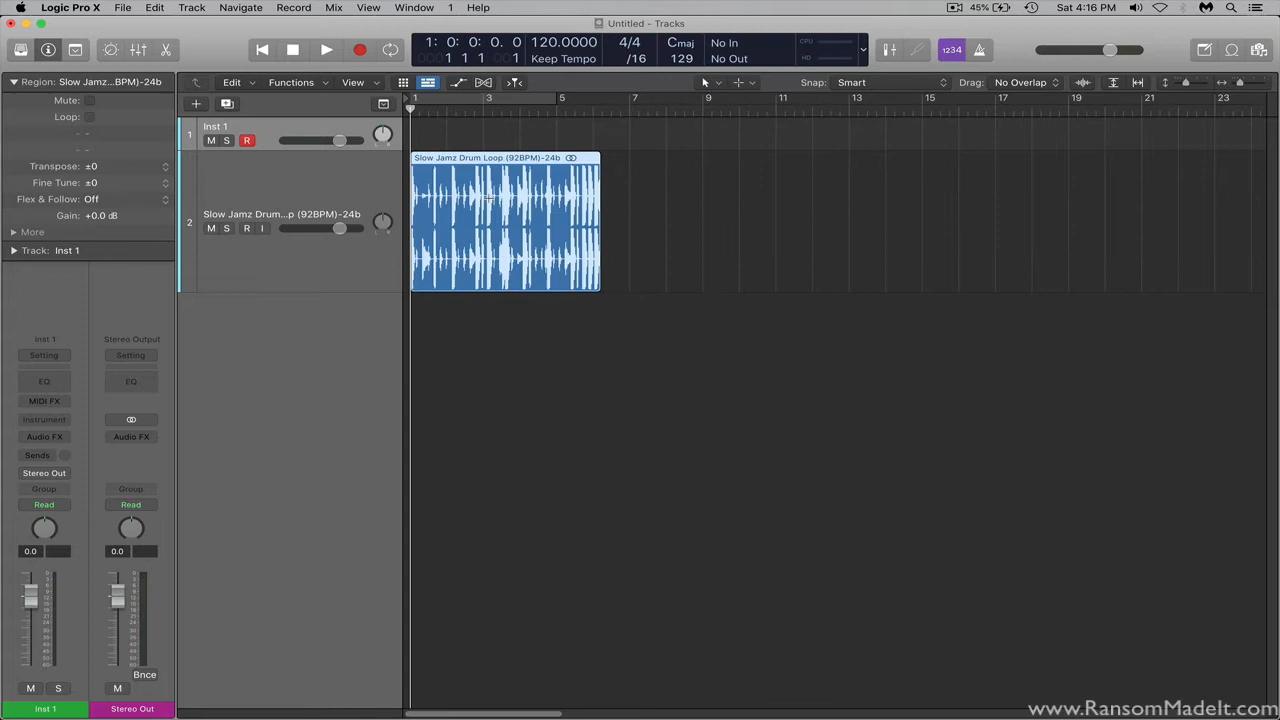 Logic Pro X File Edit Track Navigate Record Mix View Window 1 Help 45% Sat 4:16 PM
Untitled - Tracks
1: 0: 0: 0. 0 120.0000 4/4 Cmaj No In CPU
1 1 1 001 Keep Tempo /16 129 No Out HD
1234
Region: Slow Jamz...BPM)-24b
Edit Functions View Snap: Smart Drag: No Overlap
Mute:
Loop:
Transpose: ±0
Fine Tune: ±0
Flex & Follow: Off
Gain: +0.0 dB
More
Track: Inst 1
1 3 5 7 9 11 13 15 17 19 21 23
1 Inst 1
M S R
Slow Jamz Drum Loop (92BPM)-24b
2 Slow Jamz Drum...p (92BPM)-24b
M S R I
Inst 1 Stereo Output
Setting Setting
EQ EQ
MIDI FX
Instrument
Audio FX Audio FX
Sends
Stereo Out
Group Group
Read Read
0.0 0.0
Bnce
M S M
Inst 1 Stereo Out
www.RansomMadeIt.com